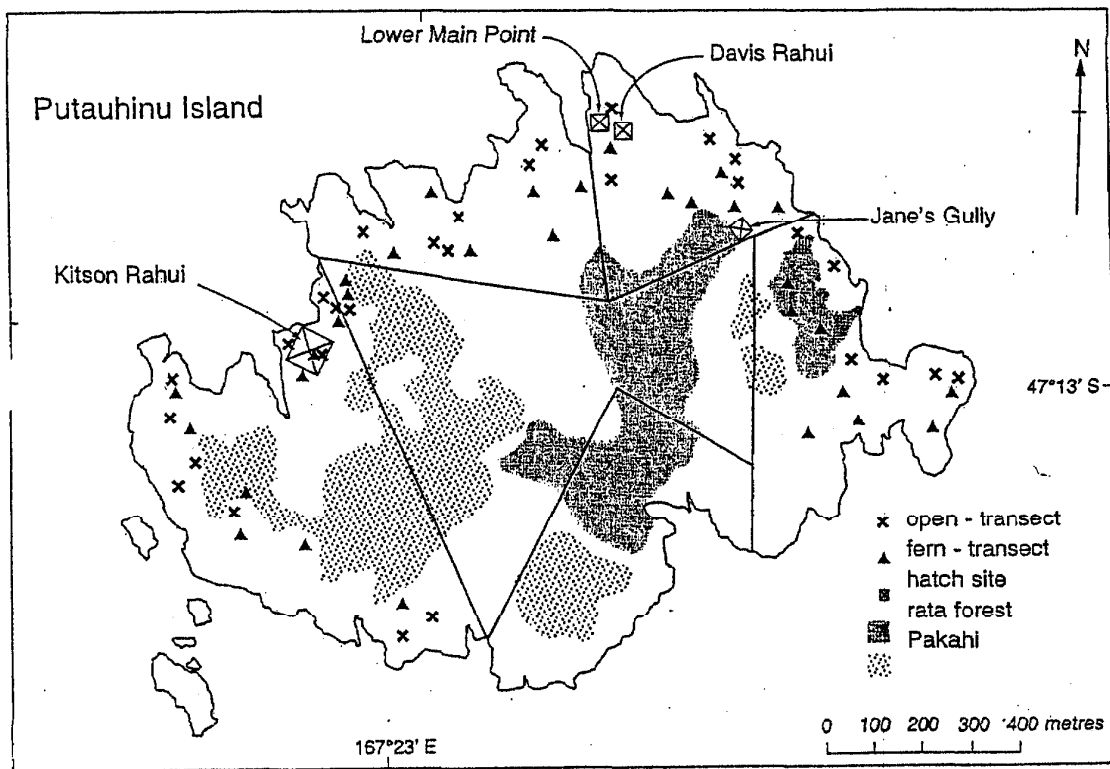 Lower Main Point
Davis Rahui
N
Putauhinu Island
Jane's Gully
Kitson Rahui
47°13' S
open - transect
fern - transect
hatch site
rata forest
Pakahi
0 100 200 300 400 metres
167°23' E